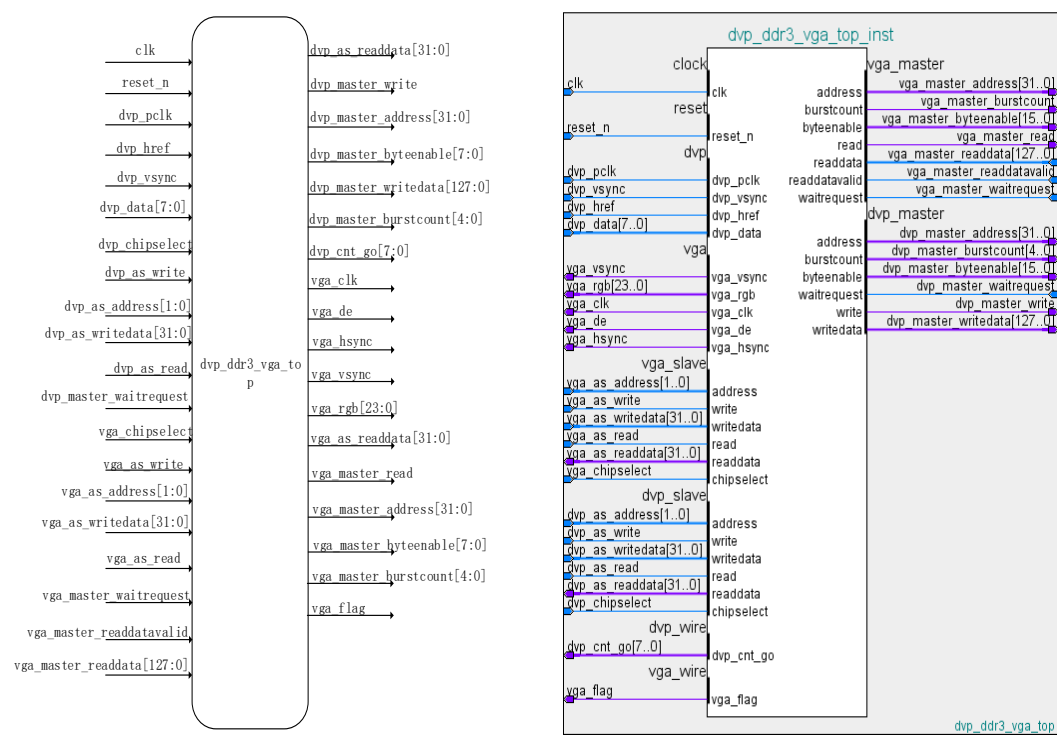 clk
reset_n
dvp_pclk
dvp_href
dvp_vsync
dvp_data[7:0]
dvp_chipselect
dvp_as_write
dvp_as_address[1:0]
dvp_as_writedata[31:0]
dvp_as_read
dvp_master_waitrequest
vga_chipselect
vga_as_write
vga_as_address[1:0]
vga_as_writedata[31:0]
vga_as_read
vga_master_waitrequest
vga_master_readdatavalid
vga_master_readdata[127:0]
dvp_ddr3_vga_to
p
dvp_as_readdata[31:0]
dvp_master_write
dvp_master_address[31:0]
dvp_master_byteenable[7:0]
dvp_master_writedata[127:0]
dvp_master_burstcount[4:0]
dvp_cnt_go[7:0]
vga_clk
vga_de
vga_hsync
vga_vsync
vga_rgb[23:0]
vga_as_readdata[31:0]
vga_master_read
vga_master_address[31:0]
vga_master_byteenable[7:0]
vga_master_burstcount[4:0]
vga_flag
dvp_ddr3_vga_top_inst
clock
clk
clk
reset
reset_n
reset_n
dvp
dvp_pclk
dvp_pclk
dvp_vsync
dvp_vsync
dvp_href
dvp_href
dvp_data[7..0]
dvp_data
vga
vga_vsync
vga_vsync
vga_rgb[23..0]
vga_rgb
vga_clk
vga_clk
vga_de
vga_de
vga_hsync
vga_hsync
vga_slave
vga_as_address[1..0]
address
vga_as_write
write
vga_as_writedata[31..0]
writedata
vga_as_read
read
vga_as_readdata[31..0]
readdata
vga_chipselect
chipselect
dvp_slave
dvp_as_address[1..0]
address
dvp_as_write
write
dvp_as_writedata[31..0]
writedata
dvp_as_read
read
dvp_as_readdata[31..0]
readdata
dvp_chipselect
chipselect
dvp_wire
dvp_cnt_go[7..0]
dvp_cnt_go
vga_wire
vga_flag
vga_flag
vga_master
address
vga_master_address[31..0]
burstcount
vga_master_burstcount
byteenable
vga_master_byteenable[15..0]
read
vga_master_read
readdata
vga_master_readdata[127..0]
readdatavalid
vga_master_readdatavalid
waitrequest
vga_master_waitrequest
dvp_master
address
dvp_master_address[31..0]
burstcount
dvp_master_burstcount[4..0]
byteenable
dvp_master_byteenable[15..0]
waitrequest
dvp_master_waitrequest
write
dvp_master_write
writedata
dvp_master_writedata[127..0]
dvp_ddr3_vga_top